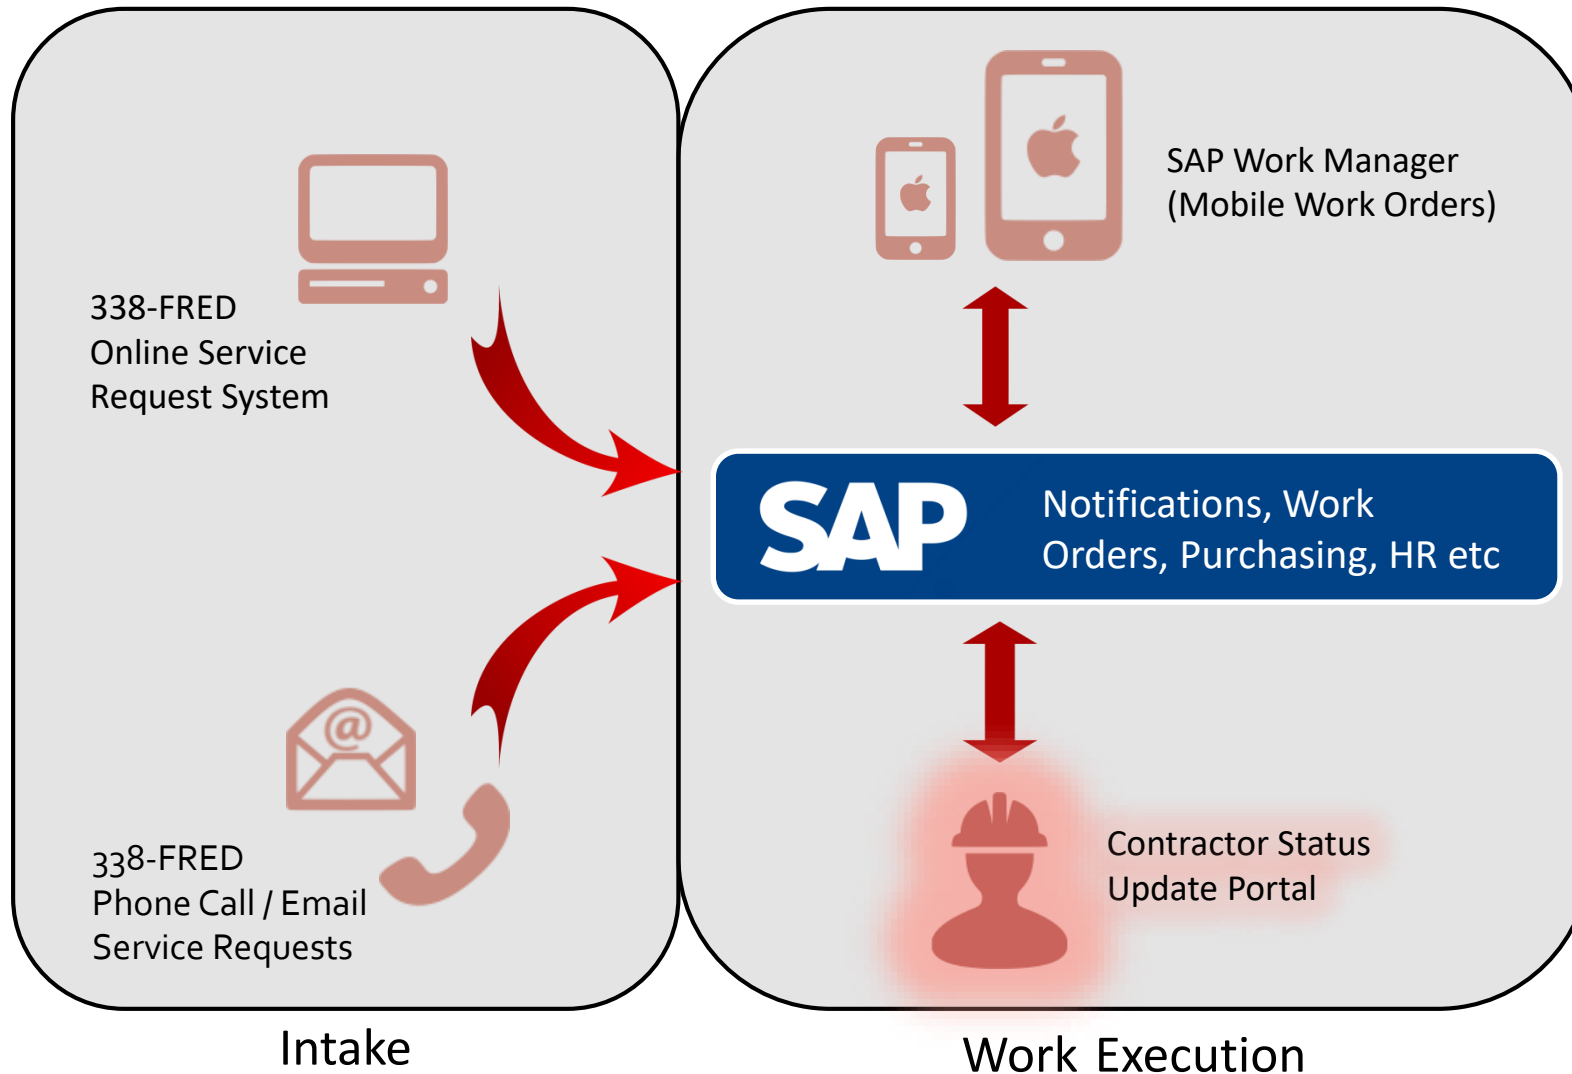 338-FRED
Online Service
Request System
@
338-FRED
Phone Call / Email
Service Requests
Intake
SAP Work Manager
(Mobile Work Orders)
SAP
Notifications, Work
Orders, Purchasing, HR etc
Contractor Status
Update Portal
Work Execution